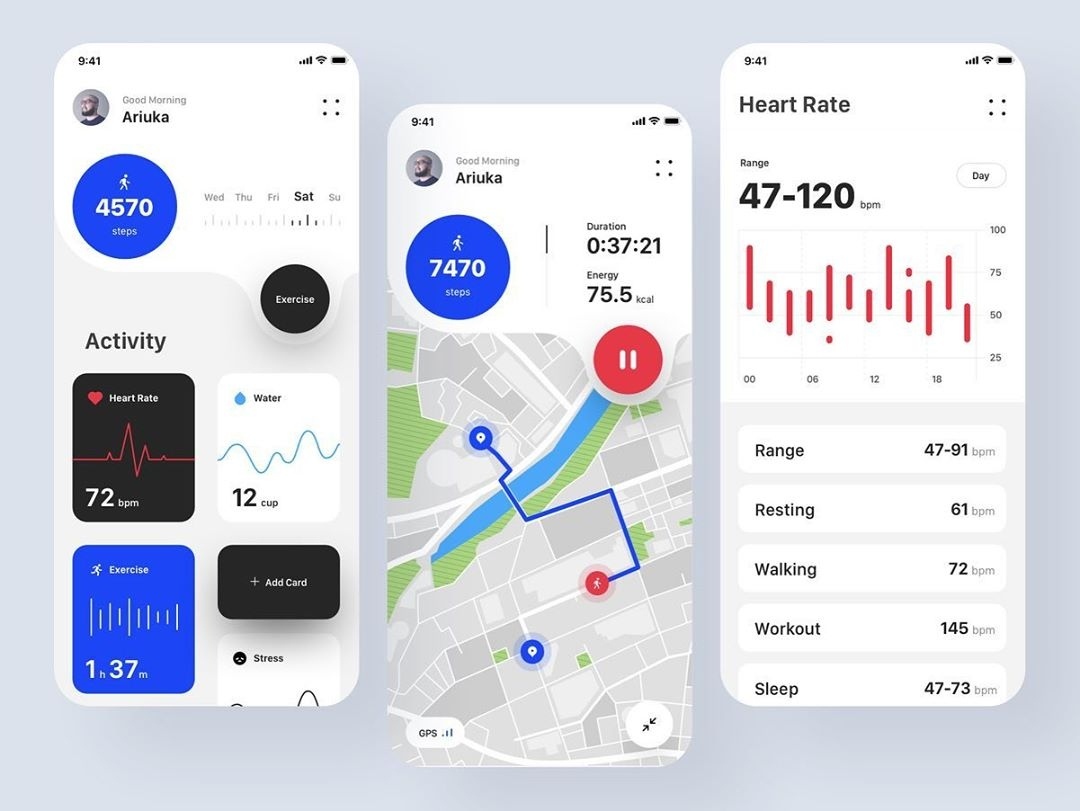 9:41
Good Morning
Ariuka
4570
steps
Wed Thu Fri Sat Su
Exercise
Activity
Heart Rate
72 bpm
Water
12 cup
Exercise
1h 37m
+ Add Card
Stress
9:41
Good Morning
Ariuka
7470
steps
Duration
0:37:21
Energy
75.5 kcal
GPS
9:41
Heart Rate
Range
47-120 bpm
Day
100
75
50
25
00 06 12 18
Range 47-91 bpm
Resting 61 bpm
Walking 72 bpm
Workout 145 bpm
Sleep 47-73 bpm